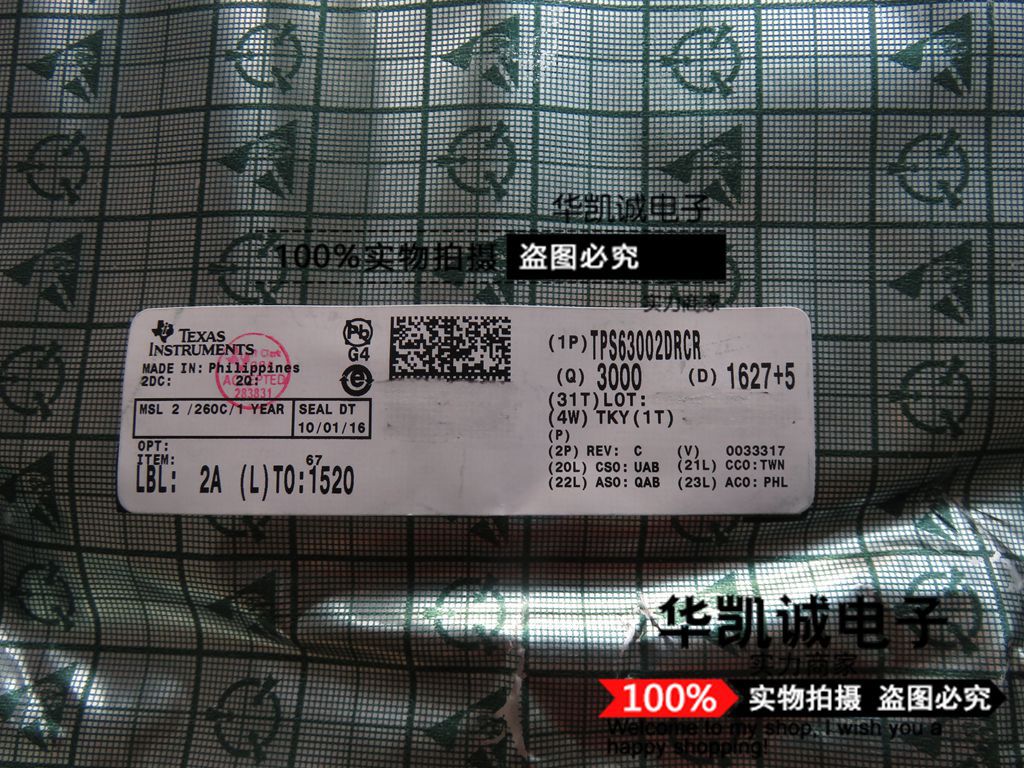 华凯诚电子
100%实物拍摄 盗图必究
实力商家
TEXAS INSTRUMENTS
MADE IN: Philippines
2DC: 2Q:
ACCEPTED
283831
Pb
G4
e
MSL 2 /260C/1 YEAR
SEAL DT
10/01/16
OPT:
ITEM: 67
LBL: 2A (L)TO:1520
(1P)TPS63002DRCR
(Q) 3000 (D) 1627+5
(31T)LOT:
(4W) TKY(1T)
(P)
(2P) REV: C (V) 0033317
(20L) CSO: UAB (21L) CCO:TWN
(22L) ASO: QAB (23L) ACO: PHL
华凯诚电子
实力商家
100% 实物拍摄 盗图必究
Welcome to my shop, I wish you a
happy shopping!